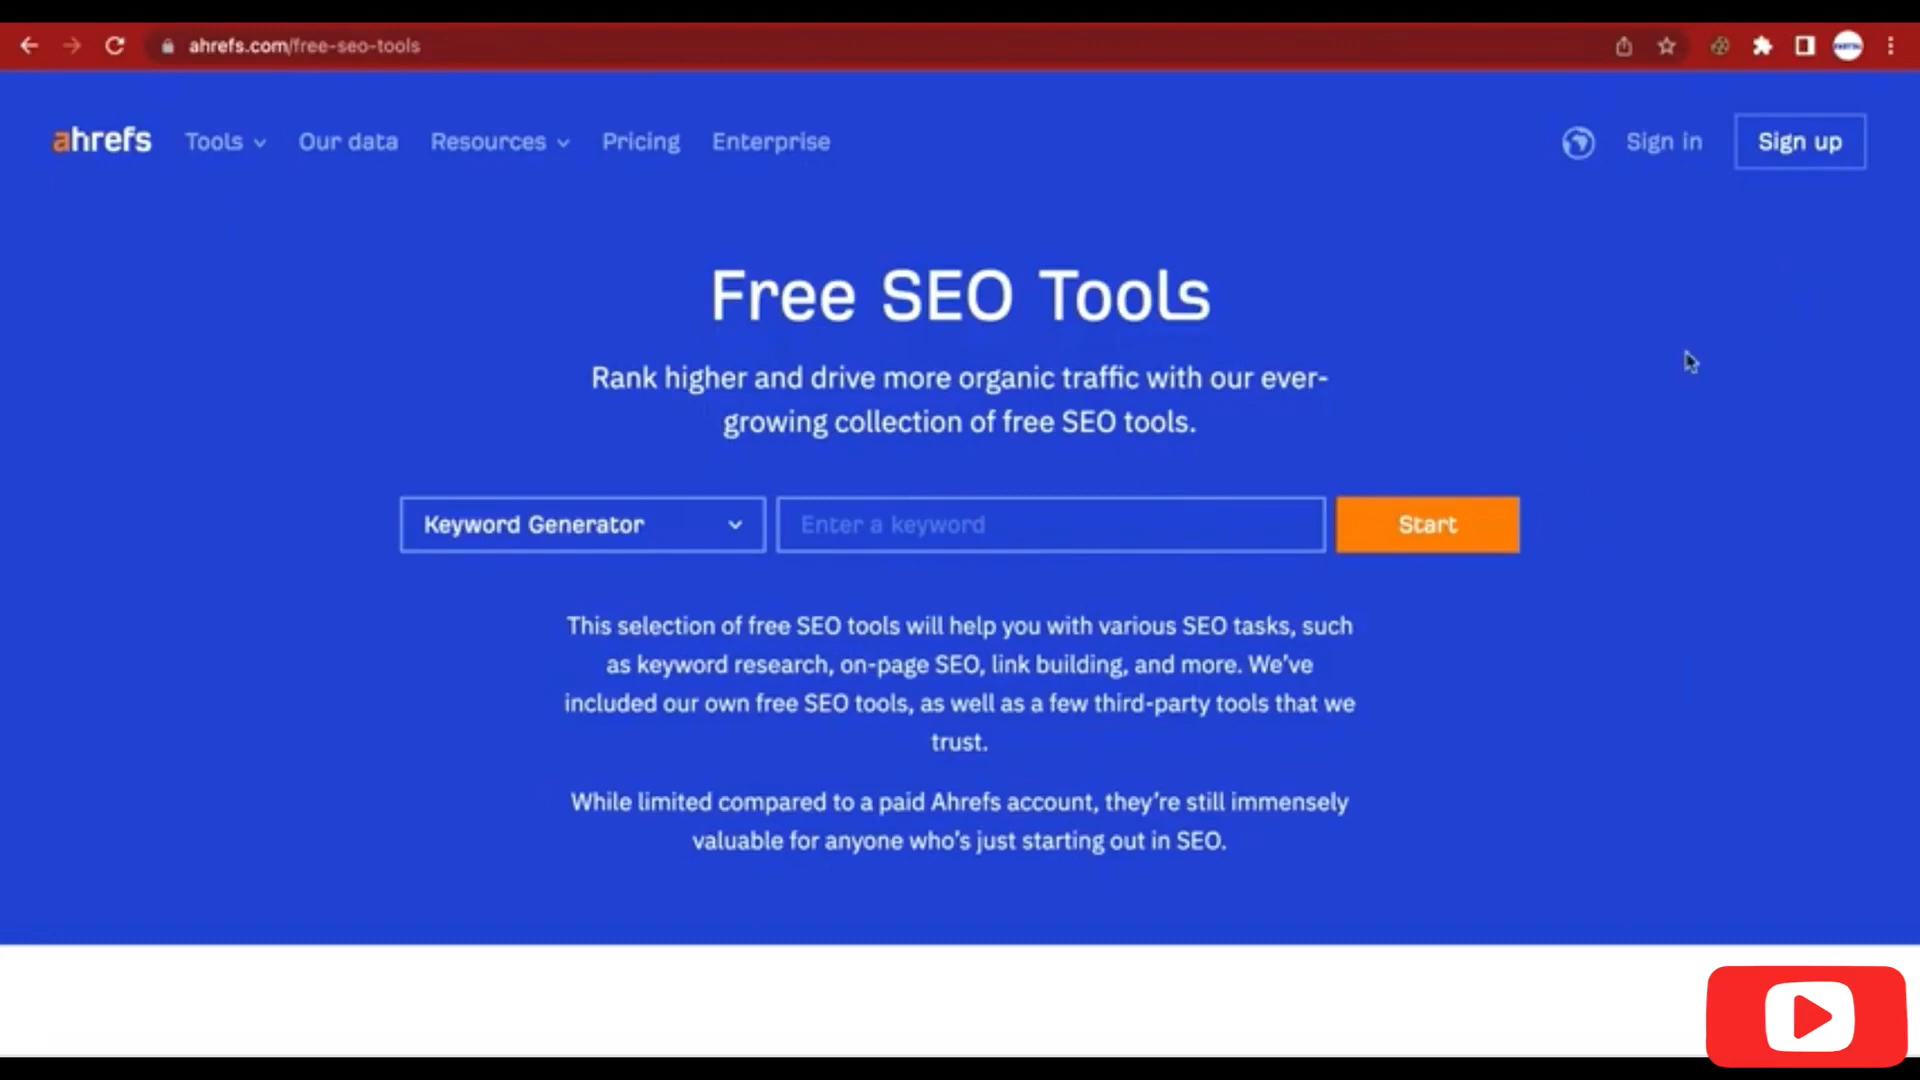 ahrefs.com/free-seo-tools
ahrefs Tools Our data Resources Pricing Enterprise Sign in Sign up
Free SEO Tools
Rank higher and drive more organic traffic with our ever-
growing collection of free SEO tools.
Keyword Generator Enter a keyword Start
This selection of free SEO tools will help you with various SEO tasks, such
as keyword research, on-page SEO, link building, and more. We’ve
included our own free SEO tools, as well as a few third-party tools that we
trust.
While limited compared to a paid Ahrefs account, they’re still immensely
valuable for anyone who’s just starting out in SEO.